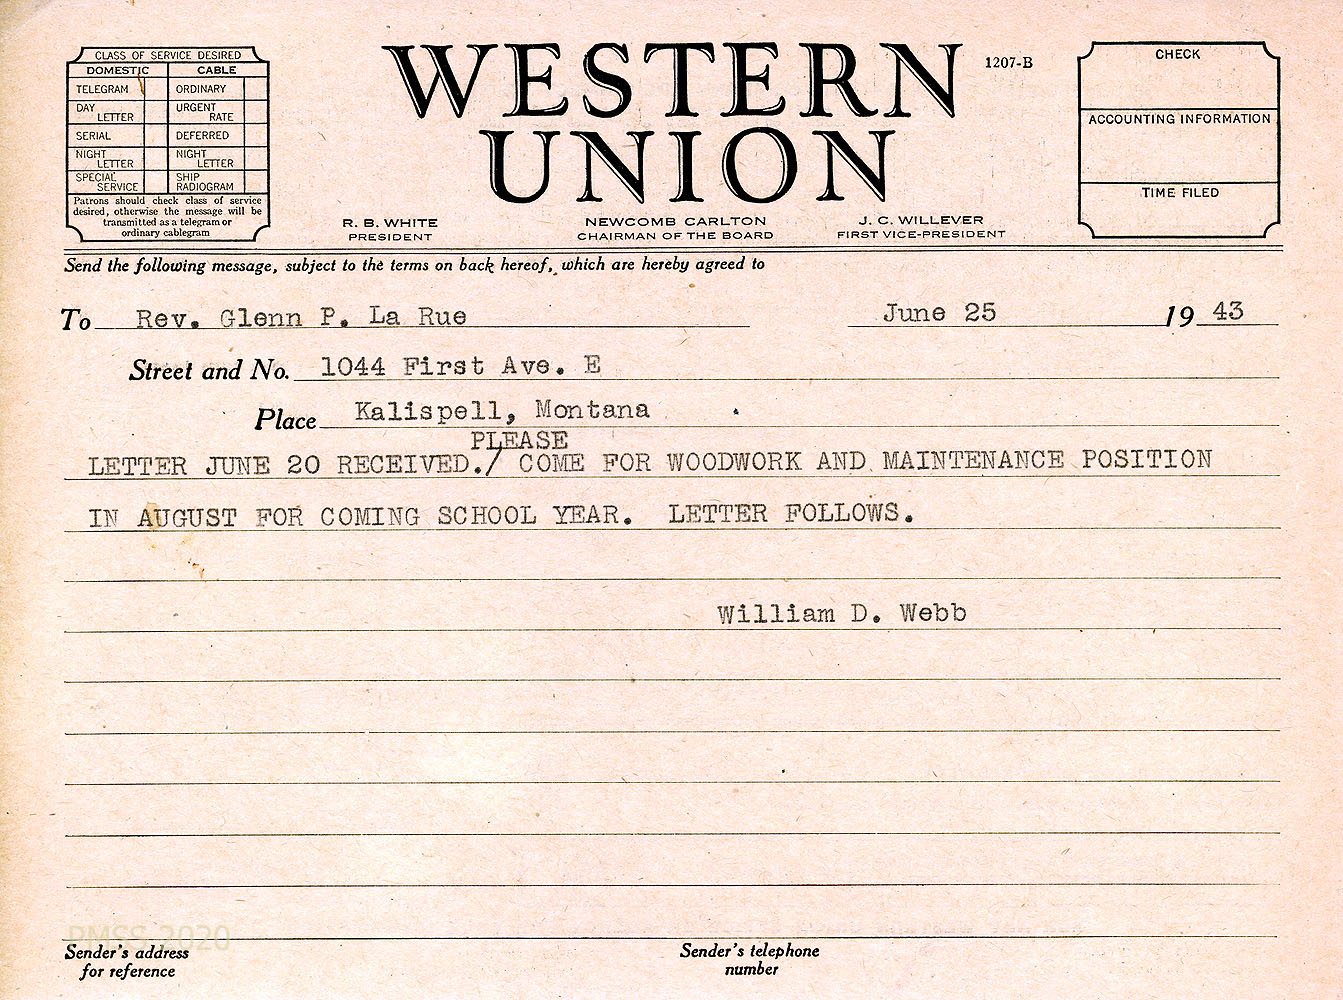 CLASS OF SERVICE DESIRED
DOMESTIC CABLE
TELEGRAM ORDINARY
DAY LETTER URGENT RATE
SERIAL DEFERRED
NIGHT LETTER NIGHT LETTER
SPECIAL SERVICE SHIP RADIOGRAM
Patrons should check class of service
desired, otherwise the message will be
transmitted as a telegram or
ordinary cablegram
WESTERN
UNION
1207-B
R. B. WHITE
PRESIDENT
NEWCOMB CARLTON
CHAIRMAN OF THE BOARD
J. C. WILLEVER
FIRST VICE-PRESIDENT
CHECK
ACCOUNTING INFORMATION
TIME FILED
Send the following message, subject to the terms on back hereof, which are hereby agreed to
To Rev. Glenn P. La Rue June 25 19 43
Street and No. 1044 First Ave. E
Place Kalispell, Montana
PLEASE
LETTER JUNE 20 RECEIVED./ COME FOR WOODWORK AND MAINTENANCE POSITION
IN AUGUST FOR COMING SCHOOL YEAR. LETTER FOLLOWS.
William D. Webb
PMSS 2020
Sender's address
for reference
Sender's telephone
number